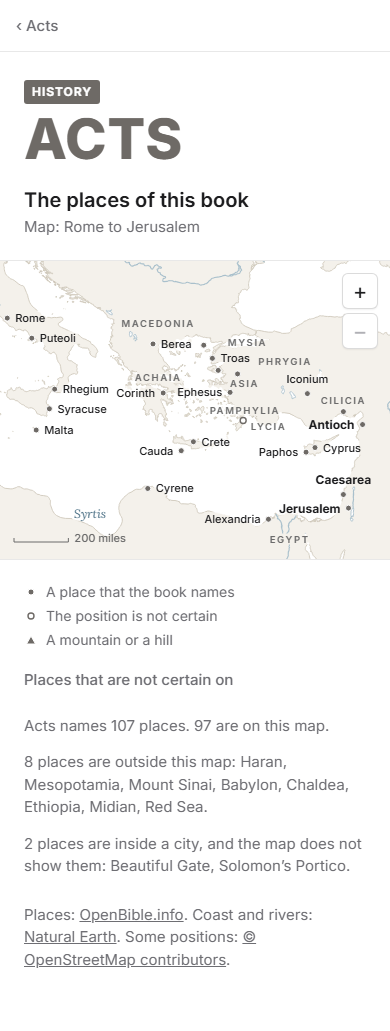 ‹ Acts
HISTORY
ACTS
The places of this book
Map: Rome to Jerusalem
+
−
Rome
Puteoli
MACEDONIA
Berea
MYSIA
Troas
PHRYGIA
ACHAIA
ASIA
Iconium
Rhegium
Corinth
Ephesus
CILICIA
Syracuse
PAMPHYLIA
LYCIA
Antioch
Malta
Crete
Cauda
Paphos
Cyprus
Caesarea
Cyrene
Jerusalem
Syrtis
Alexandria
200 miles
EGYPT
A place that the book names
The position is not certain
A mountain or a hill
Places that are not certain on
Acts names 107 places. 97 are on this map.
8 places are outside this map: Haran,
Mesopotamia, Mount Sinai, Babylon, Chaldea,
Ethiopia, Midian, Red Sea.
2 places are inside a city, and the map does not
show them: Beautiful Gate, Solomon’s Portico.
Places: OpenBible.info. Coast and rivers:
Natural Earth. Some positions: ©
OpenStreetMap contributors.